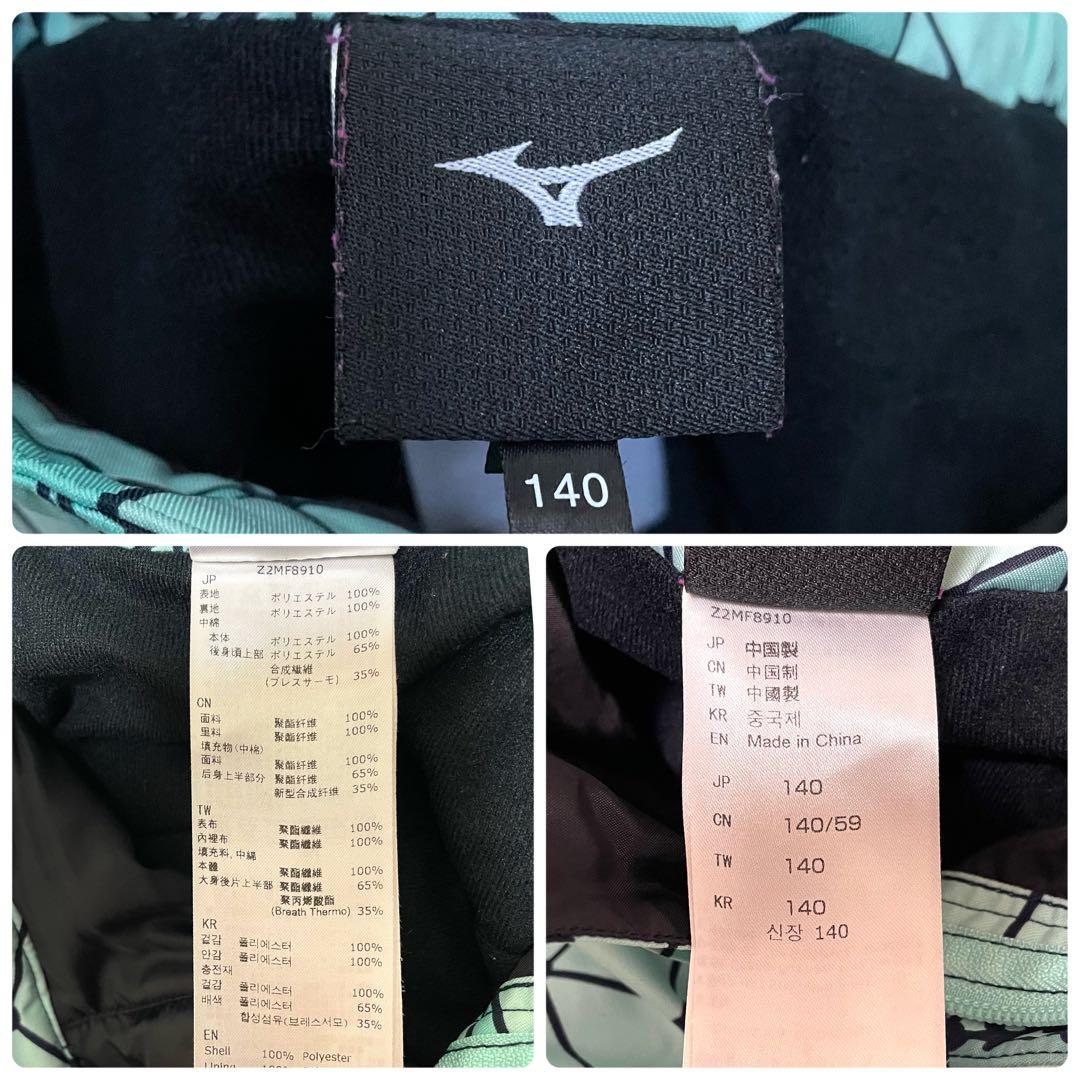 140
Z2MF8910
JP
表地 ポリエステル 100%
裏地 ポリエステル 100%
中綿
本体 ポリエステル 100%
後身頃上部 ポリエステル 65%
合成繊維
(ブレスサーモ) 35%
CN
面料 聚酯纤维 100%
里料 聚酯纤维 100%
填充物(中棉)
面料 聚酯纤维 100%
后身上半部分 聚酯纤维 65%
新型合成纤维 35%
TW
表布 聚酯纖維 100%
內裡布 聚酯纖維 100%
填充料,中綿
本體 聚酯纖維 100%
大身後片上半部 聚酯纖維 65%
聚丙烯酸酯
(Breath Thermo) 35%
KR
겉감 폴리에스터 100%
안감 폴리에스터 100%
충전재
겉감 폴리에스터 100%
배색 폴리에스터 65%
합성섬유(브레스서모) 35%
EN
Shell 100% Polyester
Lining 100% Polyester
Z2MF8910
JP 中国製
CN 中国制
TW 中國製
KR 중국제
EN Made in China
JP 140
CN 140/59
TW 140
KR 140
신장 140